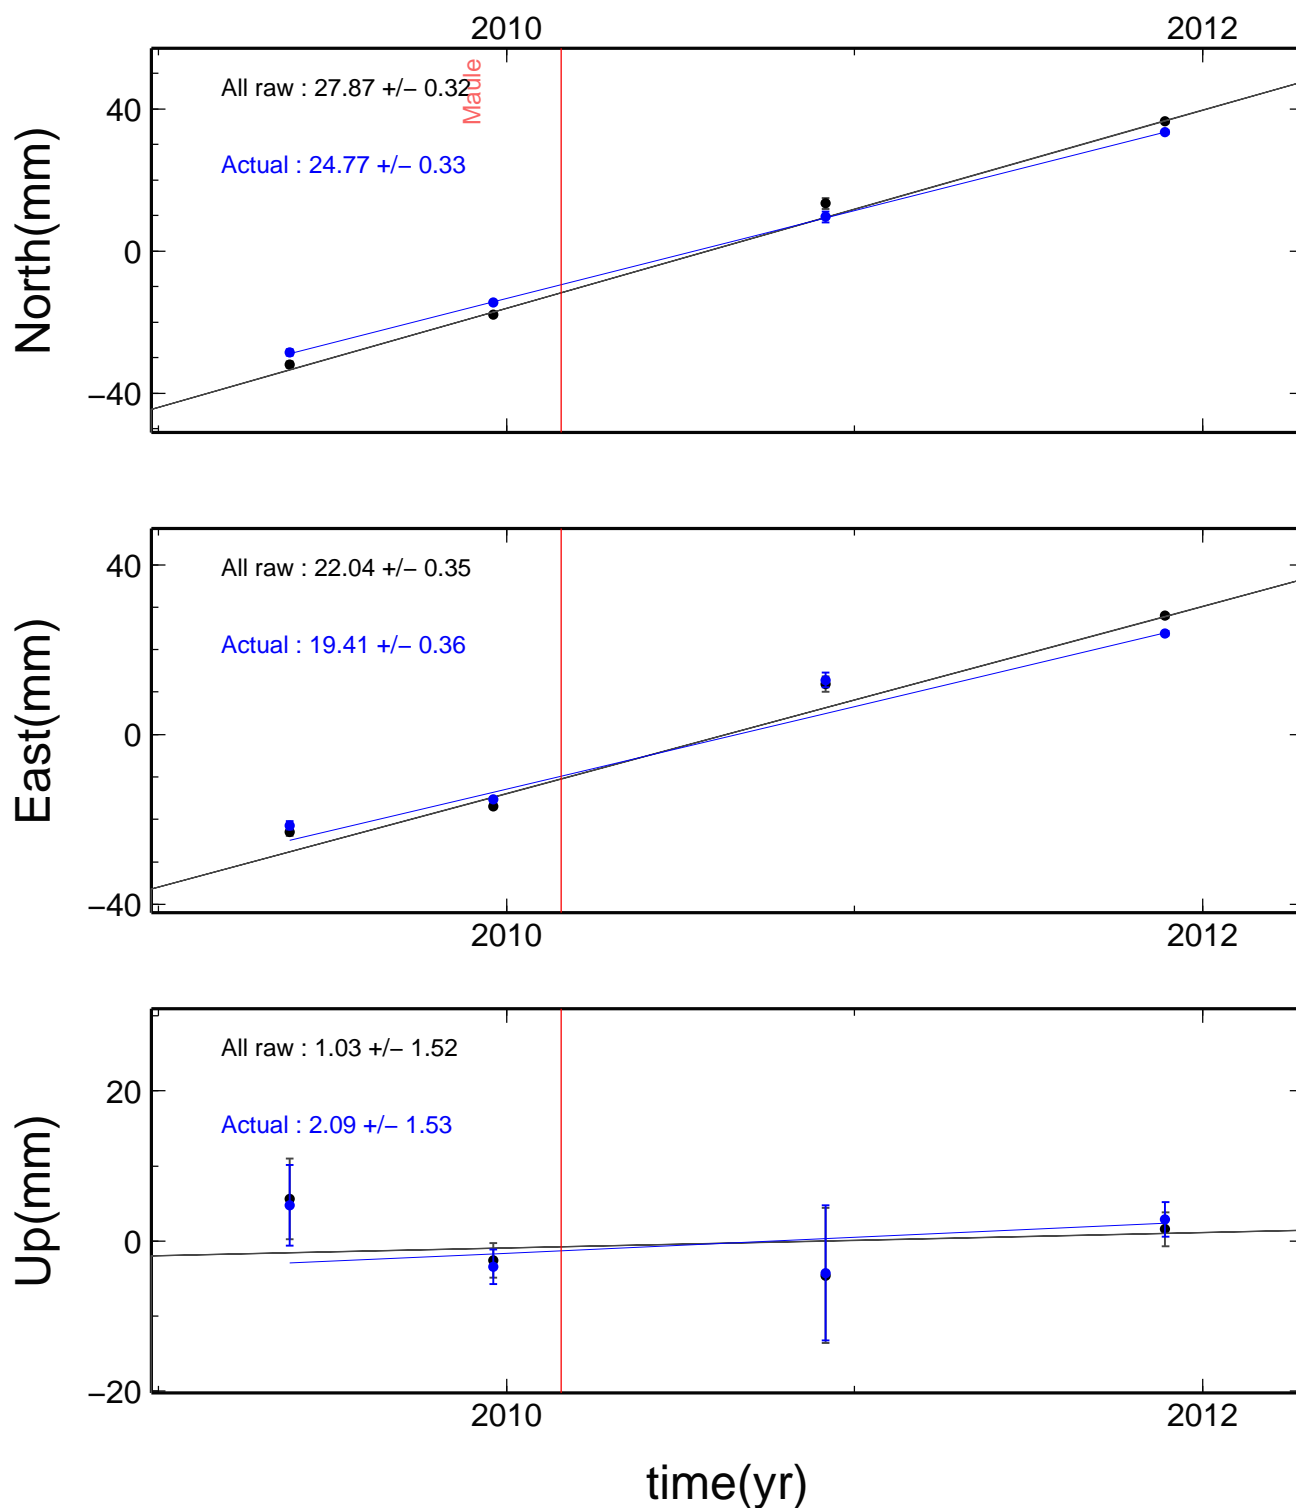 2010 2012
Maule
All raw : 27.87 +/− 0.32
Actual : 24.77 +/− 0.33
40
0
−40
North(mm)
All raw : 22.04 +/− 0.35
Actual : 19.41 +/− 0.36
40
0
−40
East(mm)
2010 2012
All raw : 1.03 +/− 1.52
Actual : 2.09 +/− 1.53
20
0
−20
Up(mm)
2010 2012
time(yr)